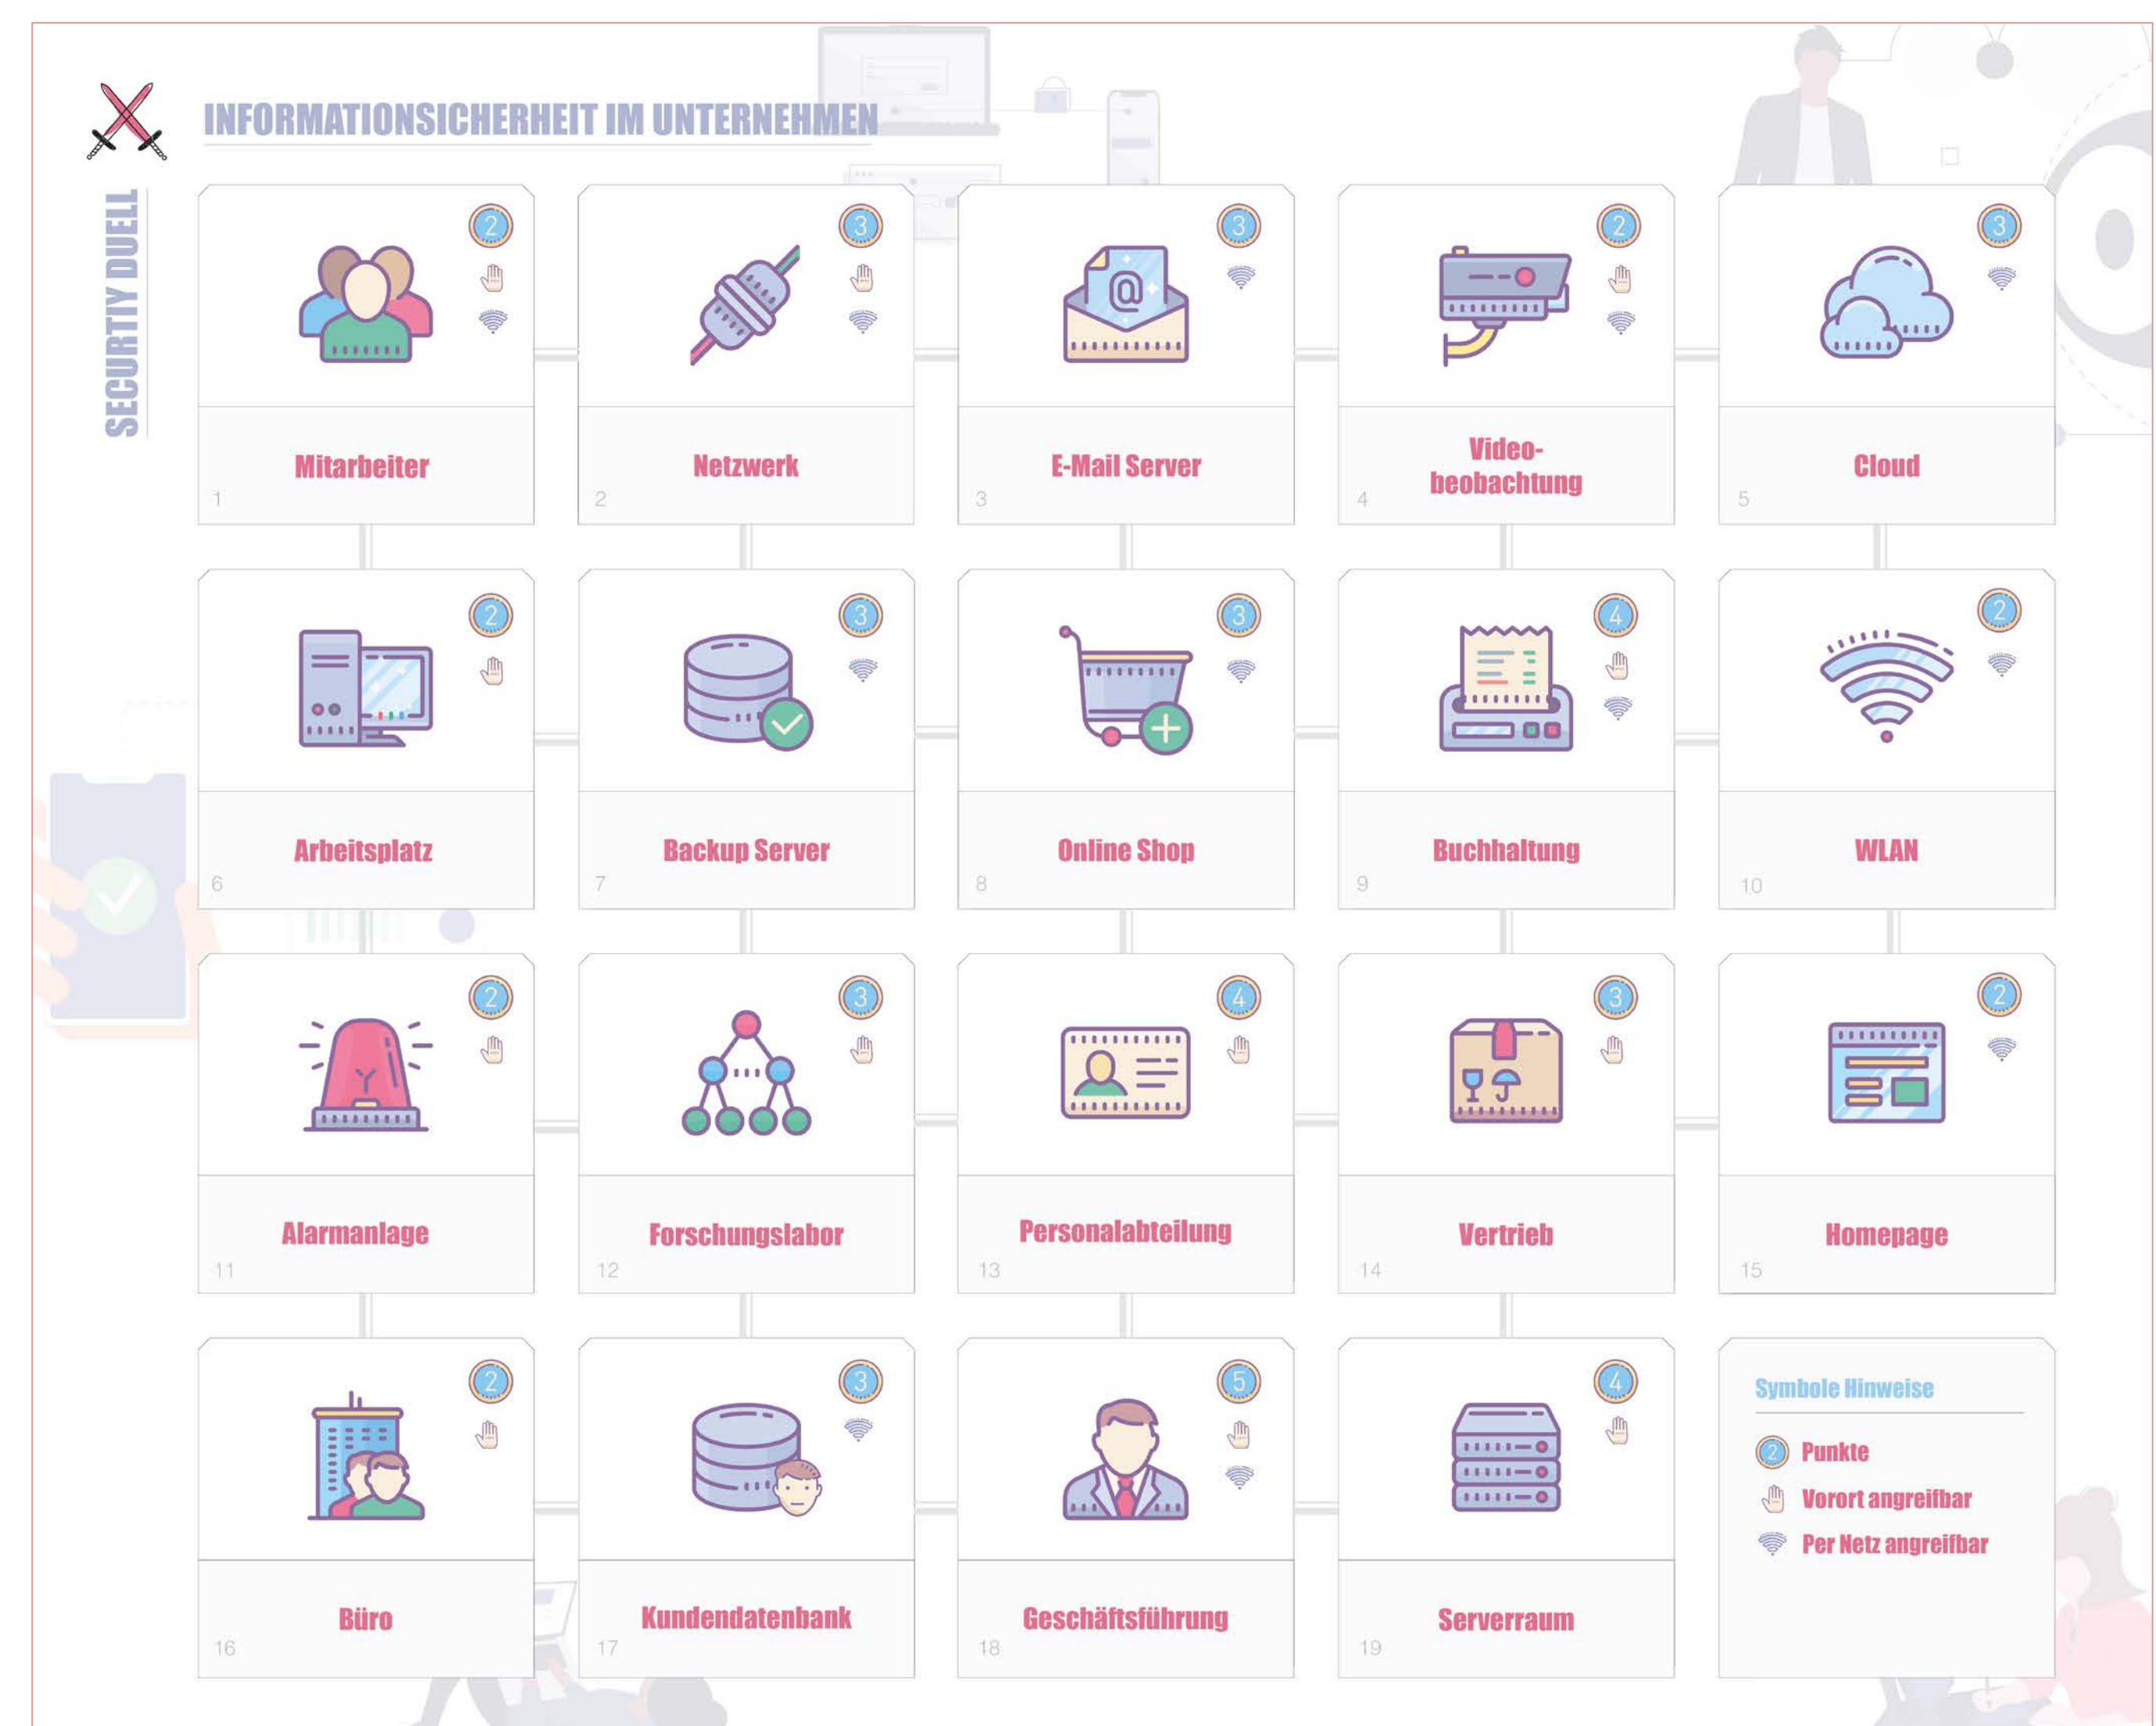 INFORMATIONSICHERHEIT IM UNTERNEHMEN
SECURTIY DUELL
2
Mitarbeiter
1
3
Netzwerk
2
3
@
E-Mail Server
3
2
Video-
beobachtung
4
3
Cloud
5
2
Arbeitsplatz
6
3
Backup Server
7
3
Online Shop
8
4
Buchhaltung
9
2
WLAN
10
2
Alarmanlage
11
3
Forschungslabor
12
4
Personalabteilung
13
3
Vertrieb
14
2
Homepage
15
2
Büro
16
3
Kundendatenbank
17
5
Geschäftsführung
18
4
Serverraum
19
Symbole Hinweise
2 Punkte
Vorort angreifbar
Per Netz angreifbar